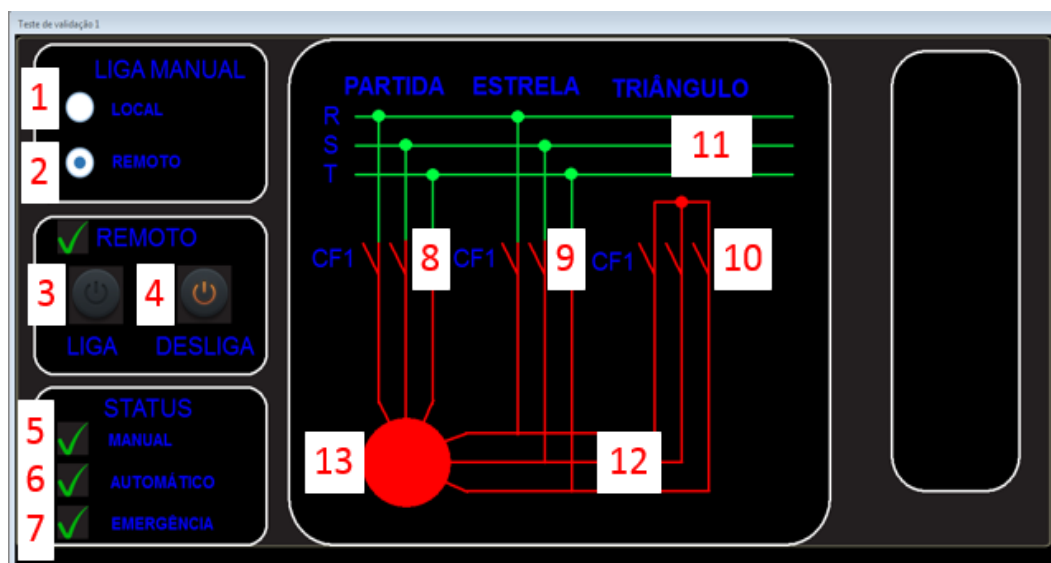 Teste de validação 1
LIGA MANUAL
1 LOCAL
2 REMOTO
REMOTO
3 4
LIGA DESLIGA
STATUS
5 MANUAL
6 AUTOMÁTICO
7 EMERGÊNCIA
PARTIDA ESTRELA TRIÂNGULO
R
S 11
T
CF1 8 CF1 9 CF1 10
13 12